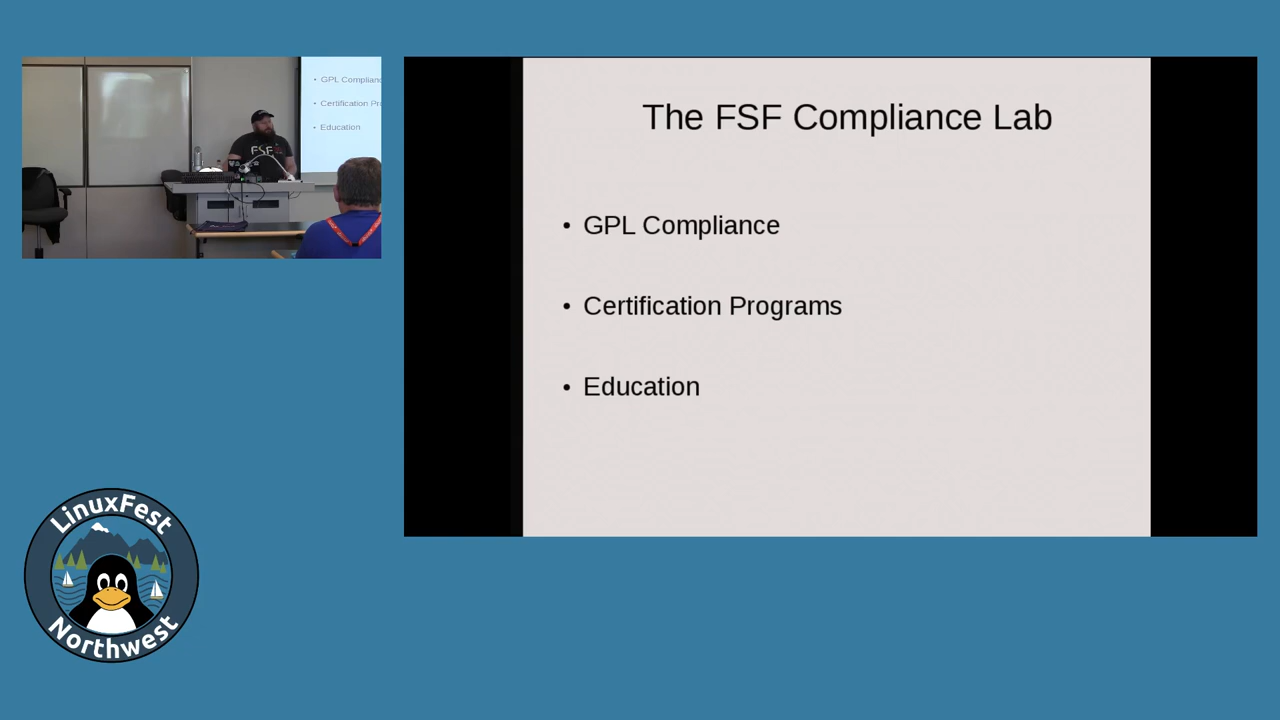 GPL Complianc
Certification Pr
Education
FSF
The FSF Compliance Lab
• GPL Compliance
• Certification Programs
• Education
LinuxFest
Northwest